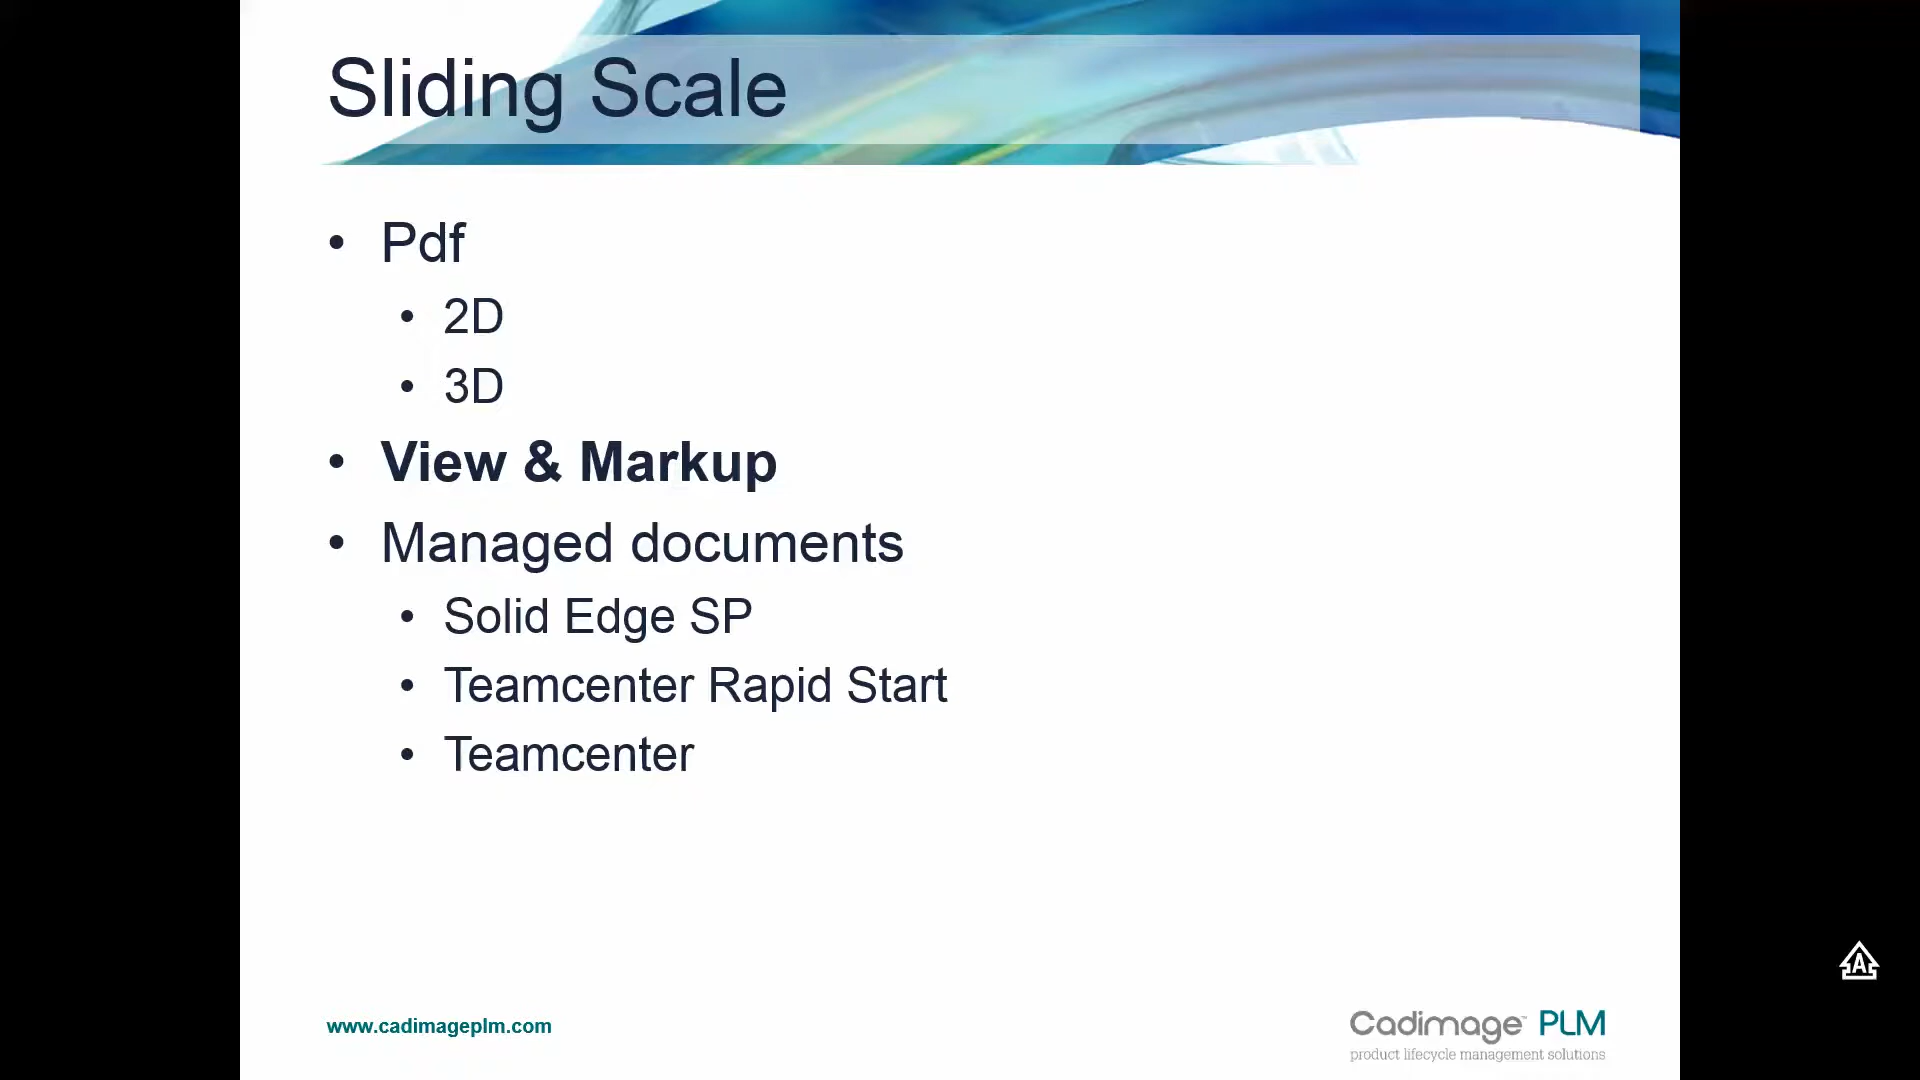 Sliding Scale
• Pdf
• 2D
• 3D
• View & Markup
• Managed documents
• Solid Edge SP
• Teamcenter Rapid Start
• Teamcenter
www.cadimageplm.com
Cadimage™ PLM
product lifecycle management solutions
A